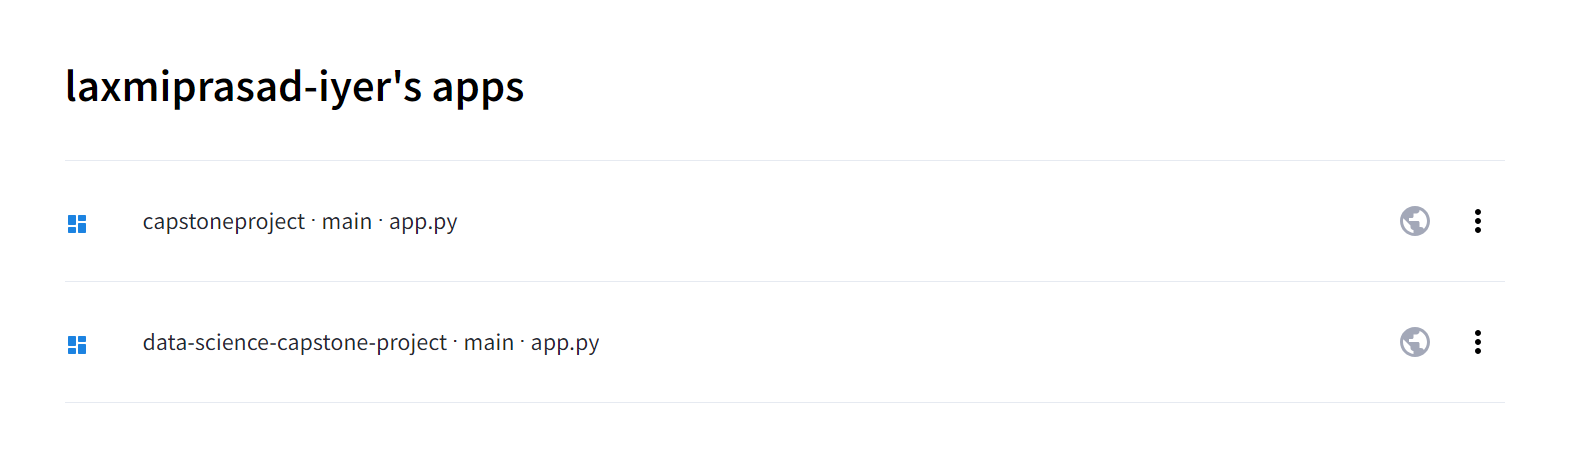 laxmiprasad-iyer's apps
capstoneproject · main · app.py
data-science-capstone-project · main · app.py